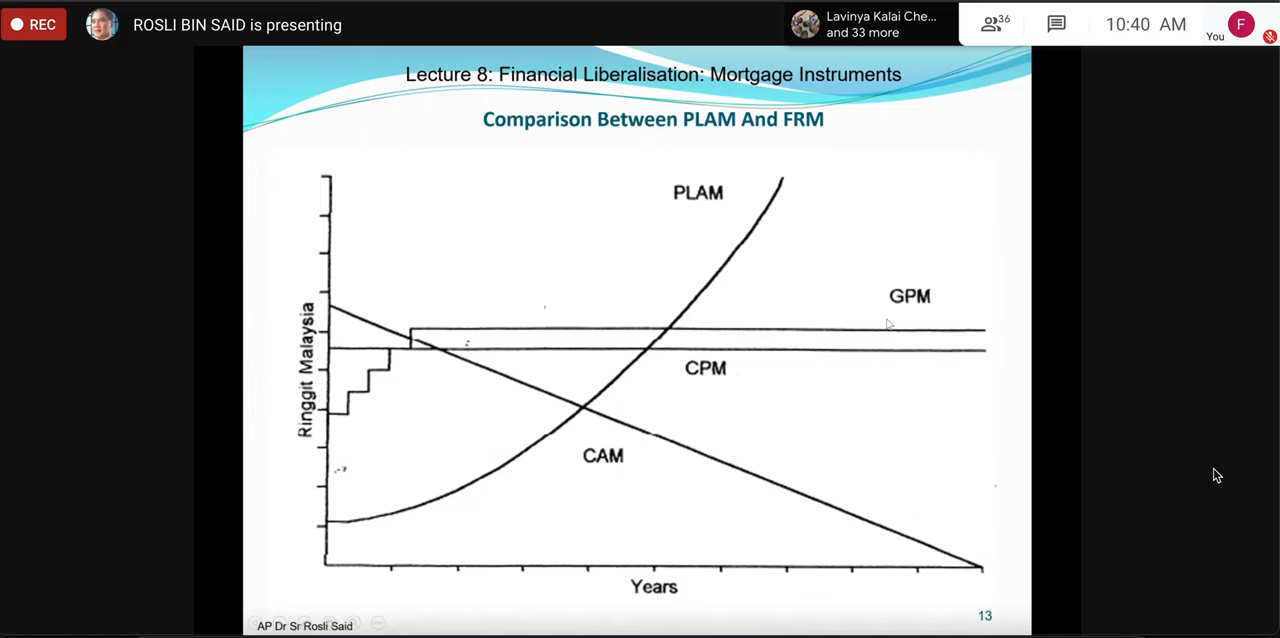 REC
ROSLI BIN SAID is presenting
Lavinya Kalai Che...
and 33 more
36
10:40 AM
You
F
Lecture 8: Financial Liberalisation: Mortgage Instruments
Comparison Between PLAM And FRM
PLAM
GPM
CPM
CAM
Ringgit Malaysia
Years
13
AP Dr Sr Rosli Said